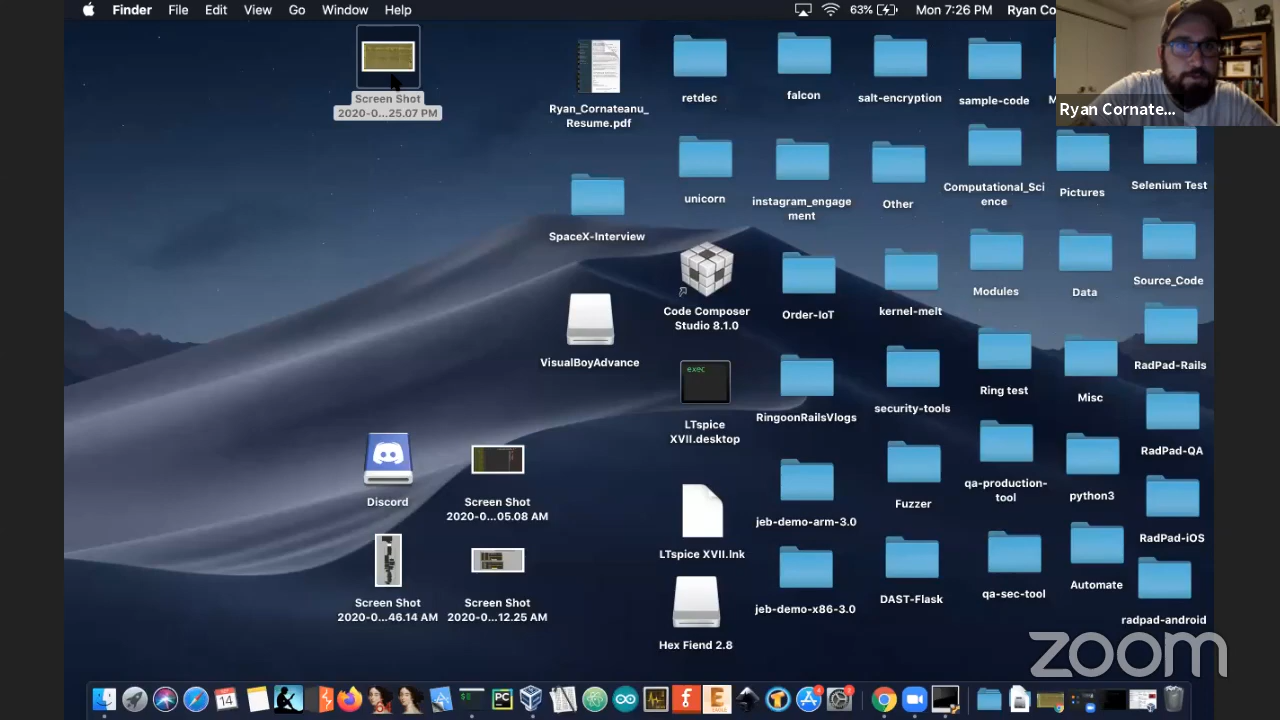 Finder File Edit View Go Window Help
63% Mon 7:26 PM Ryan Co
Ryan Cornate...
Screen Shot
2020-0...25.07 PM
Ryan_Cornateanu_
Resume.pdf
retdec
falcon
salt-encryption
sample-code
unicorn
instagram_engage
ment
Other
Computational_Sci
ence
Pictures
Selenium Test
SpaceX-Interview
Code Composer
Studio 8.1.0
Order-IoT
kernel-melt
Modules
Data
Source_Code
VisualBoyAdvance
exec
LTspice
XVII.desktop
RingoonRailsVlogs
security-tools
Ring test
Misc
RadPad-Rails
Discord
Screen Shot
2020-0...05.08 AM
LTspice XVII.lnk
jeb-demo-arm-3.0
Fuzzer
qa-production-
tool
python3
RadPad-QA
Screen Shot
2020-0...46.14 AM
Screen Shot
2020-0...12.25 AM
Hex Fiend 2.8
jeb-demo-x86-3.0
DAST-Flask
qa-sec-tool
Automate
RadPad-iOS
radpad-android
zoom
14
PC